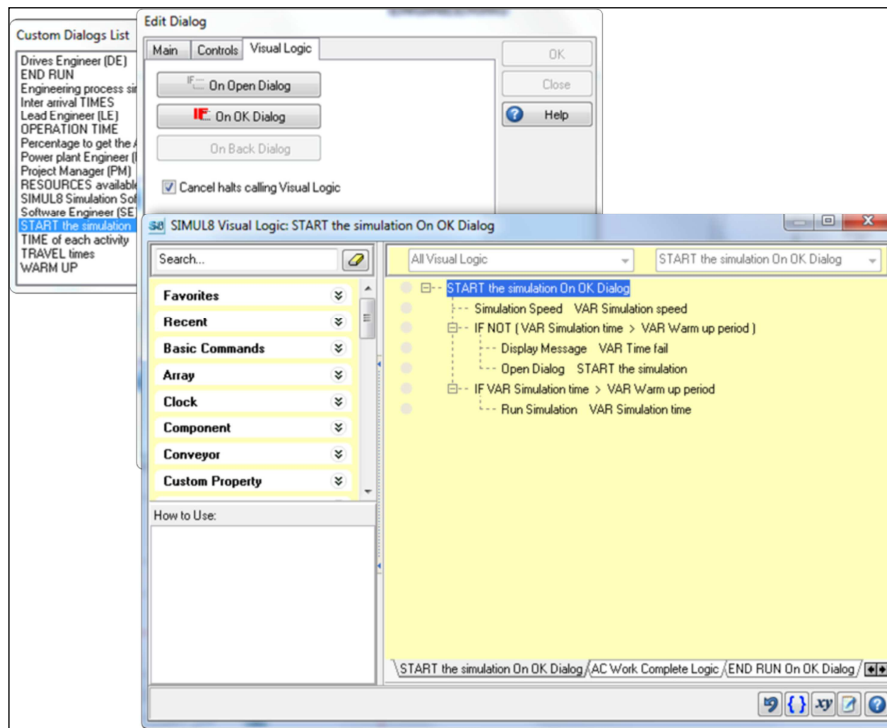 Edit Dialog
Custom Dialogs List
Drives Engineer (DE)
END RUN
Engineering process si
Inter arrival TIMES
Lead Engineer (LE)
OPERATION TIME
Percentage to get the
Power plant Engineer
Project Manager (PM)
RESOURCES available
SIMUL8 Simulation Sof
Software Engineer (SE
START the simulation
TIME of each activity
TRAVEL times
WARM UP
Main
Controls
Visual Logic
IF On Open Dialog
IF On OK Dialog
On Back Dialog
Cancel halts calling Visual Logic
OK
Close
? Help
S8 SIMUL8 Visual Logic: START the simulation On OK Dialog
Search...
Favorites
Recent
Basic Commands
Array
Clock
Component
Conveyor
Custom Property
How to Use:
All Visual Logic
START the simulation On OK Dialog
START the simulation On OK Dialog
Simulation Speed VAR Simulation speed
IF NOT ( VAR Simulation time > VAR Warm up period )
Display Message VAR Time fail
Open Dialog START the simulation
IF VAR Simulation time > VAR Warm up period
Run Simulation VAR Simulation time
START the simulation On OK Dialog
AC Work Complete Logic
END RUN On OK Dialog
{ } xy ?